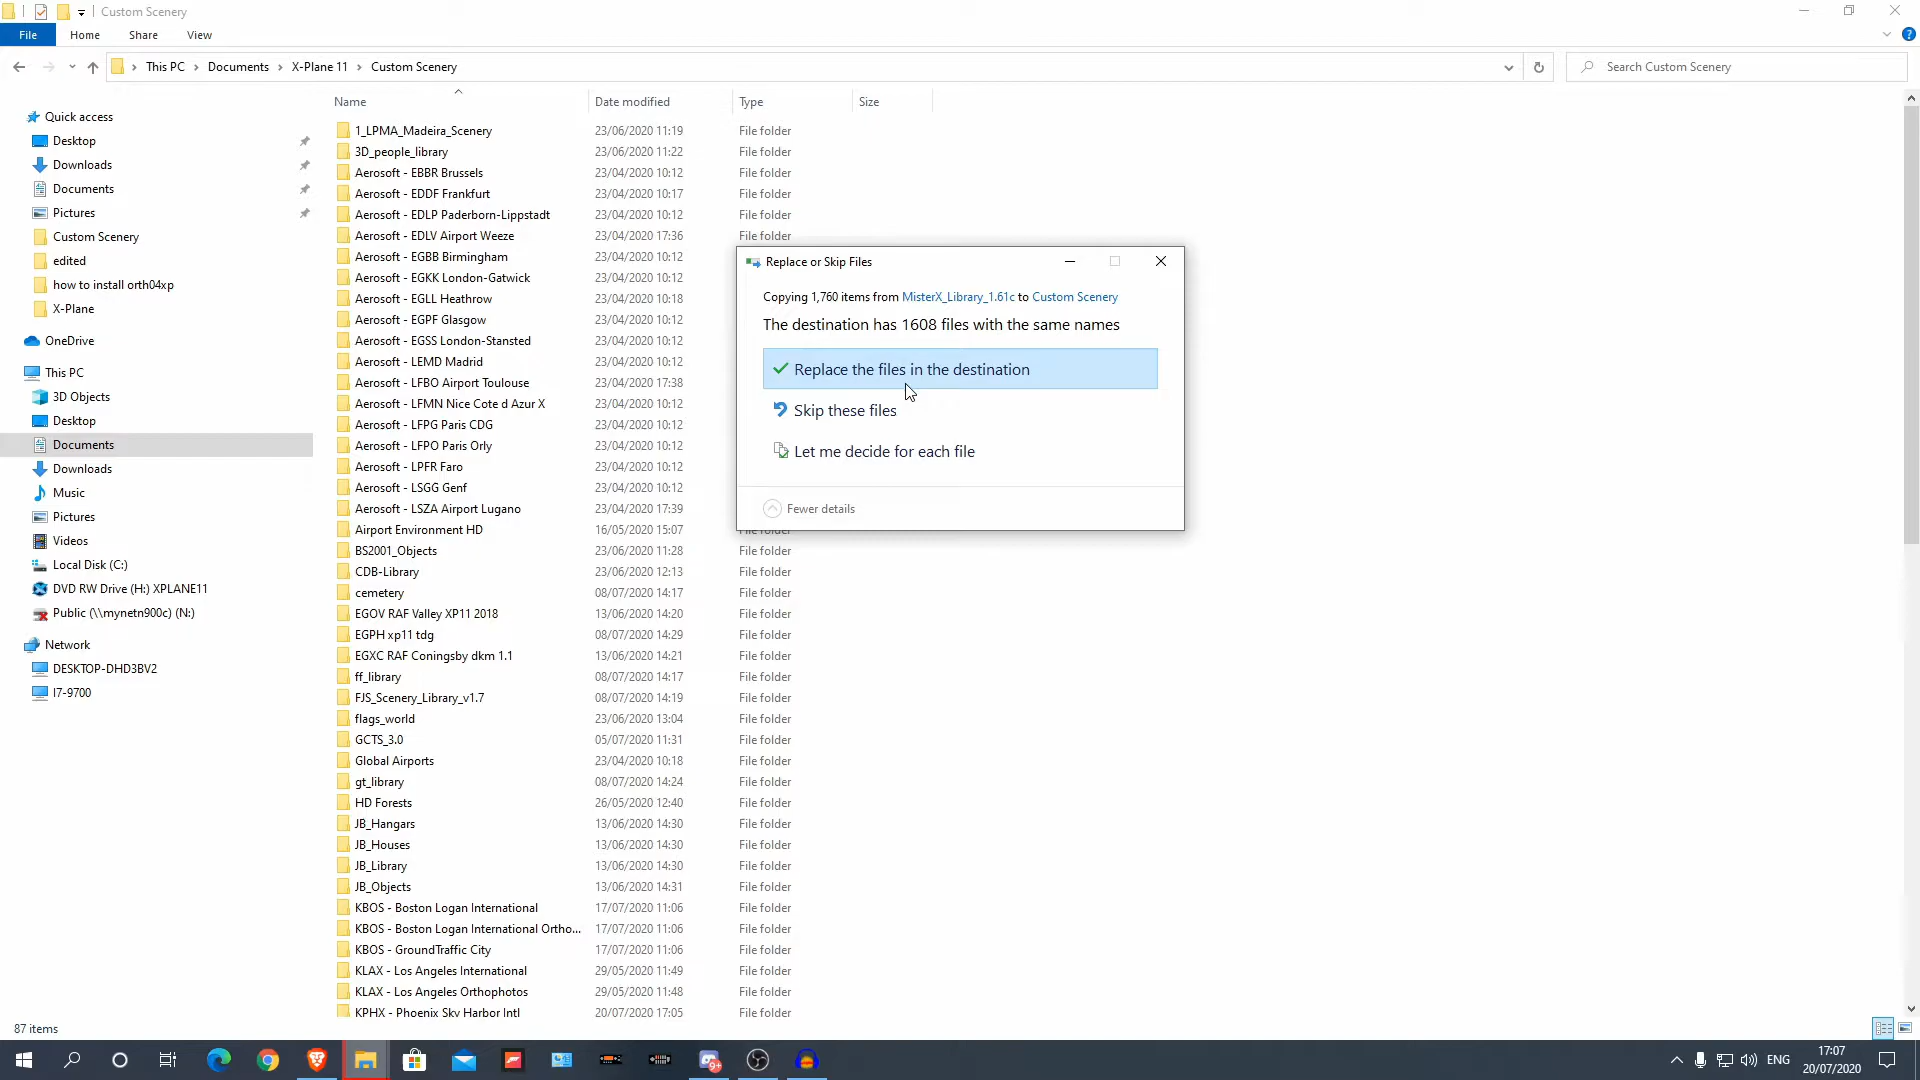 Custom Scenery
File Home Share View
This PC Documents X-Plane 11 Custom Scenery
Search Custom Scenery
Name Date modified Type Size
Quick access
Desktop
Downloads
Documents
Pictures
Custom Scenery
edited
how to install orth04xp
X-Plane
OneDrive
This PC
3D Objects
Desktop
Documents
Downloads
Music
Pictures
Videos
Local Disk (C:)
DVD RW Drive (H:) XPLANE11
Public (\\mynetn900c) (N:)
Network
DESKTOP-DHD3BV2
I7-9700
1_LPMA_Madeira_Scenery 23/06/2020 11:19 File folder
3D_people_library 23/06/2020 11:22 File folder
Aerosoft - EBBR Brussels 23/04/2020 10:12 File folder
Aerosoft - EDDF Frankfurt 23/04/2020 10:17 File folder
Aerosoft - EDLP Paderborn-Lippstadt 23/04/2020 10:12 File folder
Aerosoft - EDLV Airport Weeze 23/04/2020 17:36 File folder
Aerosoft - EGBB Birmingham 23/04/2020 10:12
Aerosoft - EGKK London-Gatwick 23/04/2020 10:12
Aerosoft - EGLL Heathrow 23/04/2020 10:18
Aerosoft - EGPF Glasgow 23/04/2020 10:12
Aerosoft - EGSS London-Stansted 23/04/2020 10:12
Aerosoft - LEMD Madrid 23/04/2020 10:12
Aerosoft - LFBO Airport Toulouse 23/04/2020 17:38
Aerosoft - LFMN Nice Cote d Azur X 23/04/2020 10:12
Aerosoft - LFPG Paris CDG 23/04/2020 10:12
Aerosoft - LFPO Paris Orly 23/04/2020 10:12
Aerosoft - LPFR Faro 23/04/2020 10:12
Aerosoft - LSGG Genf 23/04/2020 10:12
Aerosoft - LSZA Airport Lugano 23/04/2020 17:39
Airport Environment HD 16/05/2020 15:07 File folder
BS2001_Objects 23/06/2020 11:28 File folder
CDB-Library 23/06/2020 12:13 File folder
cemetery 08/07/2020 14:17 File folder
EGOV RAF Valley XP11 2018 13/06/2020 14:20 File folder
EGPH xp11 tdg 08/07/2020 14:29 File folder
EGXC RAF Coningsby dkm 1.1 13/06/2020 14:21 File folder
ff_library 08/07/2020 14:17 File folder
FJS_Scenery_Library_v1.7 08/07/2020 14:19 File folder
flags_world 23/06/2020 13:04 File folder
GCTS_3.0 05/07/2020 11:31 File folder
Global Airports 23/04/2020 10:18 File folder
gt_library 08/07/2020 14:24 File folder
HD Forests 26/05/2020 12:40 File folder
JB_Hangars 13/06/2020 14:30 File folder
JB_Houses 13/06/2020 14:30 File folder
JB_Library 13/06/2020 14:30 File folder
JB_Objects 13/06/2020 14:31 File folder
KBOS - Boston Logan International 17/07/2020 11:06 File folder
KBOS - Boston Logan International Ortho... 17/07/2020 11:06 File folder
KBOS - GroundTraffic City 17/07/2020 11:06 File folder
KLAX - Los Angeles International 29/05/2020 11:49 File folder
KLAX - Los Angeles Orthophotos 29/05/2020 11:48 File folder
KPHX - Phoenix Sky Harbor Intl 20/07/2020 17:05 File folder
Replace or Skip Files
Copying 1,760 items from MisterX_Library_1.61c to Custom Scenery
The destination has 1608 files with the same names
Replace the files in the destination
Skip these files
Let me decide for each file
Fewer details
87 items
9+
ENG
17:07
20/07/2020